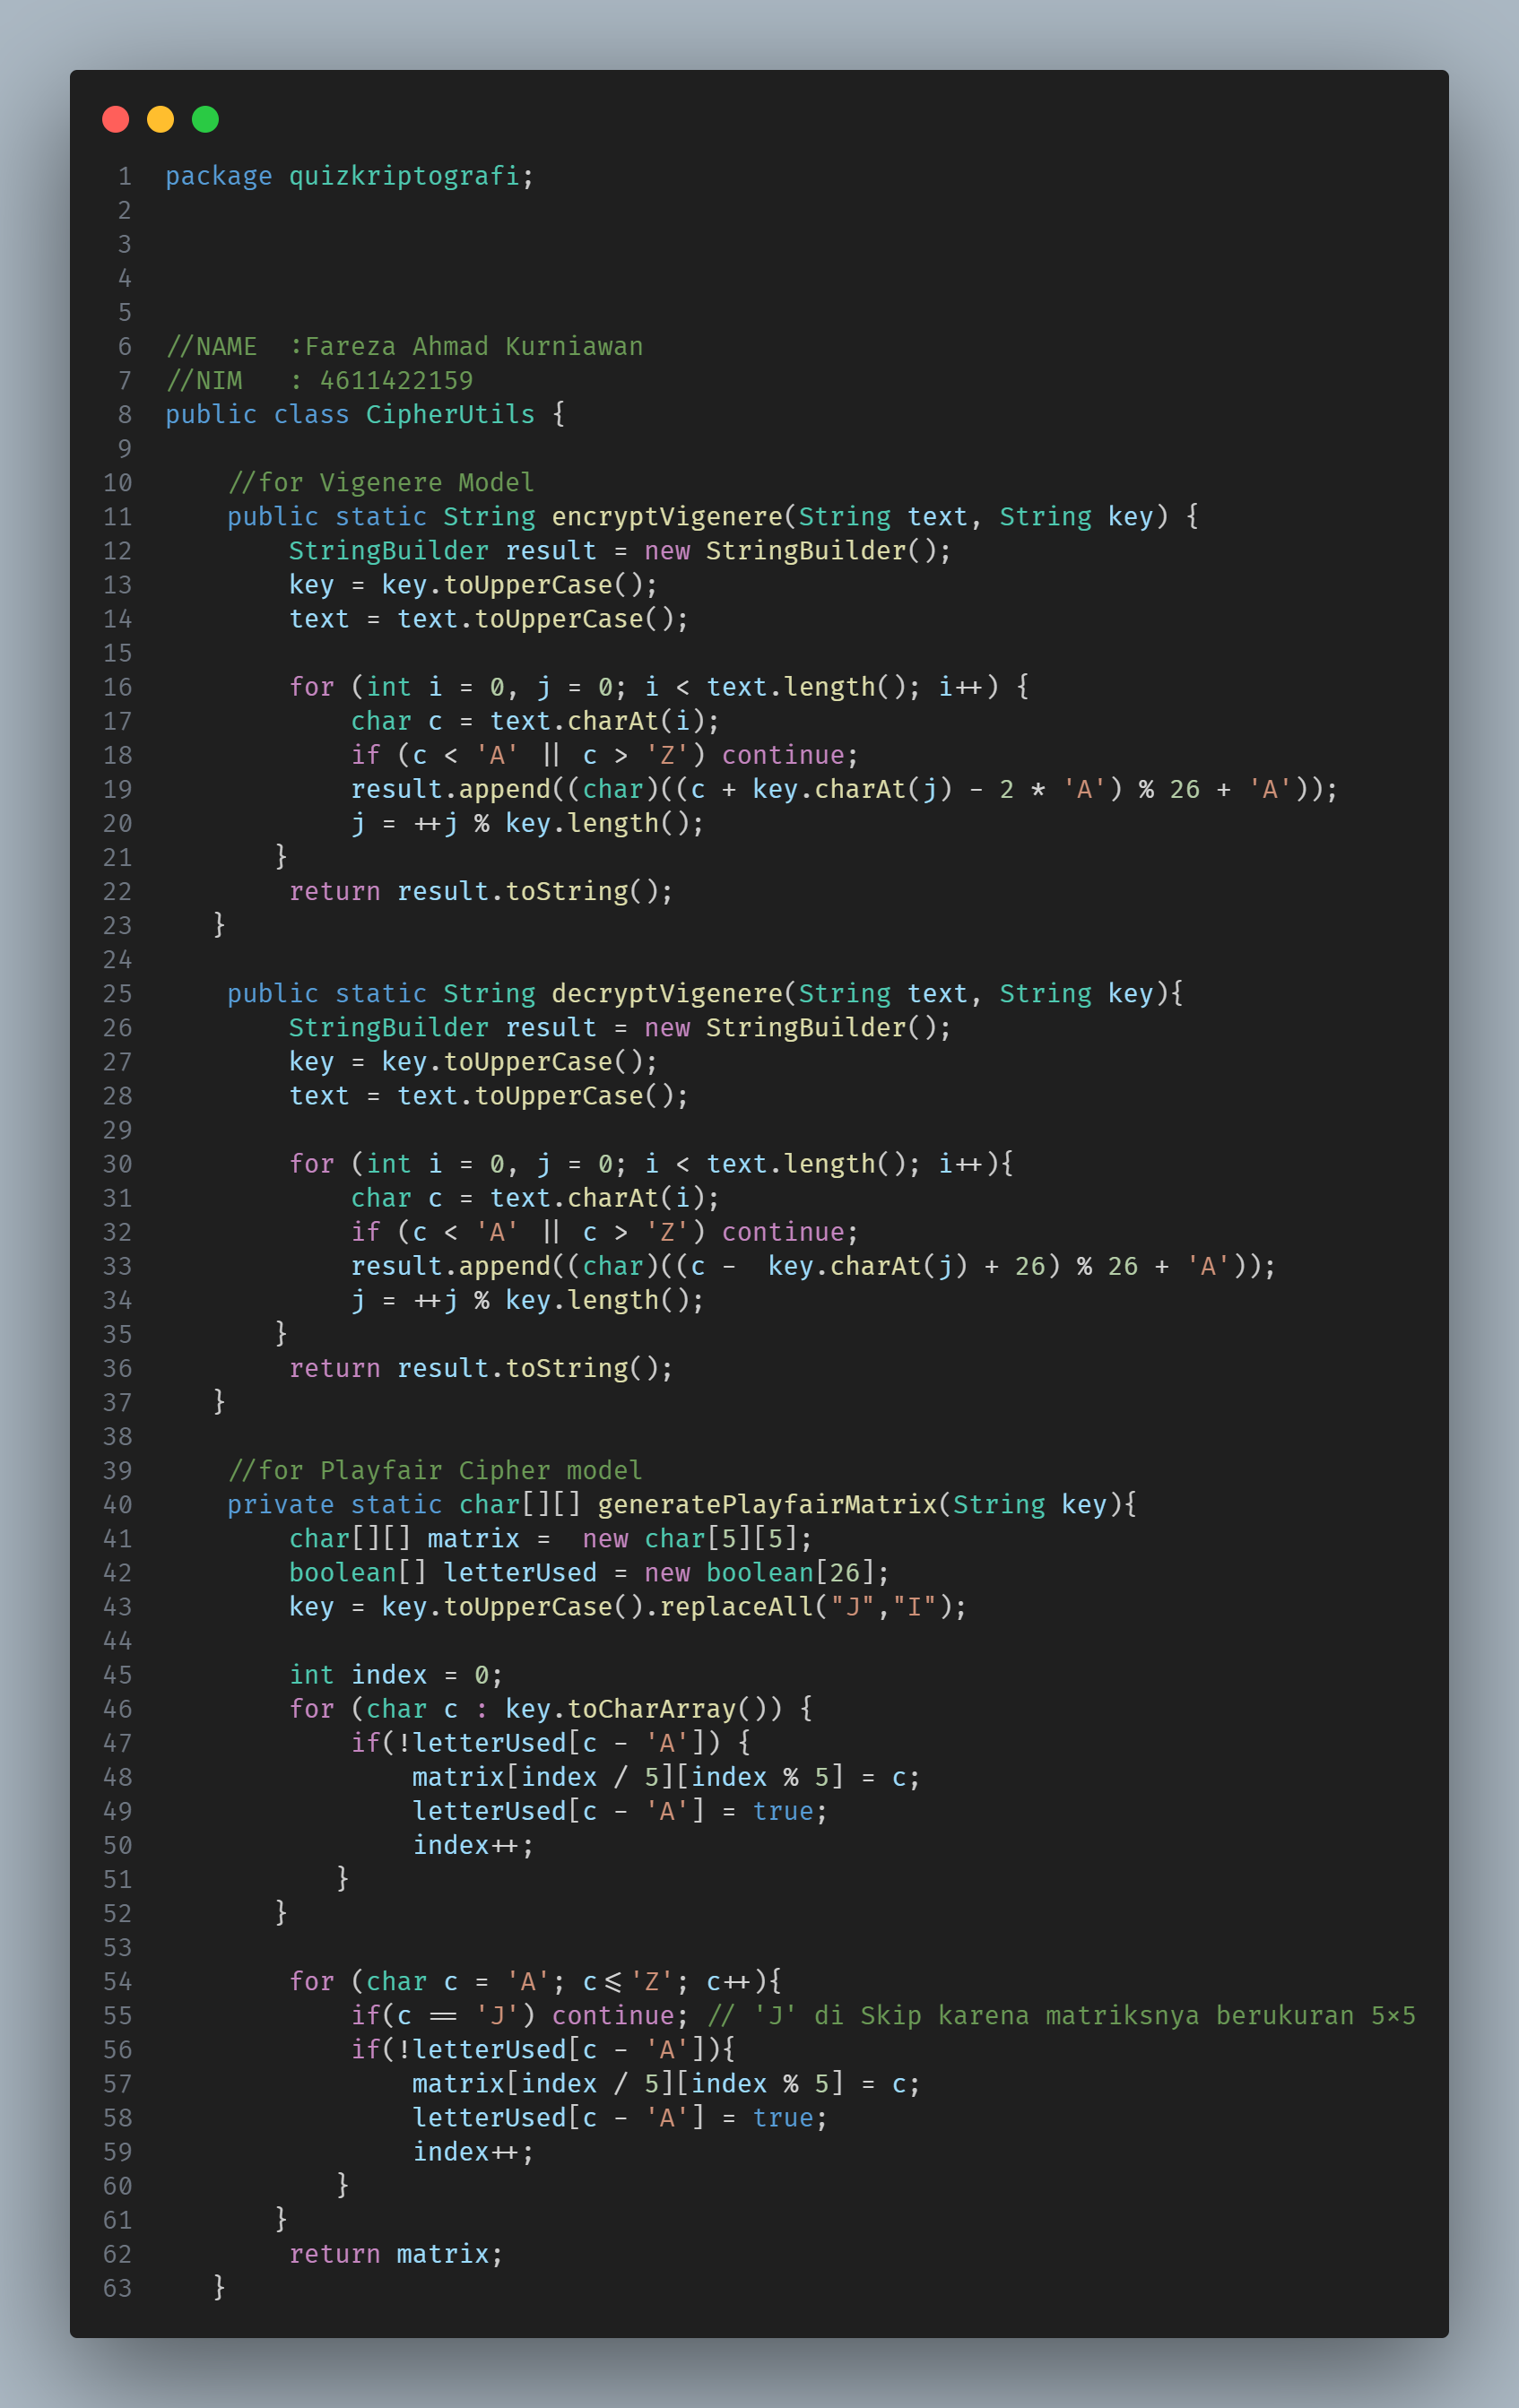 1 package quizkriptografi;
2
3
4
5
6 //NAME  :Fareza Ahmad Kurniawan
7 //NIM   : 4611422159
8 public class CipherUtils {
9
10     //for Vigenere Model
11     public static String encryptVigenere(String text, String key) {
12         StringBuilder result = new StringBuilder();
13         key = key.toUpperCase();
14         text = text.toUpperCase();
15
16         for (int i = 0, j = 0; i < text.length(); i++) {
17             char c = text.charAt(i);
18             if (c < 'A' || c > 'Z') continue;
19             result.append((char)((c + key.charAt(j) - 2 * 'A') % 26 + 'A'));
20             j = ++j % key.length();
21        }
22         return result.toString();
23    }
24
25     public static String decryptVigenere(String text, String key){
26         StringBuilder result = new StringBuilder();
27         key = key.toUpperCase();
28         text = text.toUpperCase();
29
30         for (int i = 0, j = 0; i < text.length(); i++){
31             char c = text.charAt(i);
32             if (c < 'A' || c > 'Z') continue;
33             result.append((char)((c -  key.charAt(j) + 26) % 26 + 'A'));
34             j = ++j % key.length();
35        }
36         return result.toString();
37    }
38
39     //for Playfair Cipher model
40     private static char[][] generatePlayfairMatrix(String key){
41         char[][] matrix =  new char[5][5];
42         boolean[] letterUsed = new boolean[26];
43         key = key.toUpperCase().replaceAll("J","I");
44
45         int index = 0;
46         for (char c : key.toCharArray()) {
47             if(!letterUsed[c - 'A']) {
48                 matrix[index / 5][index % 5] = c;
49                 letterUsed[c - 'A'] = true;
50                 index++;
51            }
52        }
53
54         for (char c = 'A'; c<='Z'; c++){
55             if(c == 'J') continue; // 'J' di Skip karena matriksnya berukuran 5×5
56             if(!letterUsed[c - 'A']){
57                 matrix[index / 5][index % 5] = c;
58                 letterUsed[c - 'A'] = true;
59                 index++;
60            }
61        }
62         return matrix;
63    }